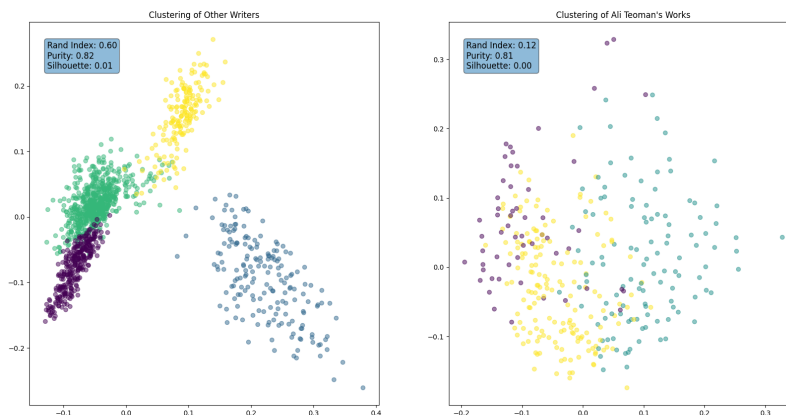 Clustering of Other Writers
Rand Index: 0.60
Purity: 0.82
Silhouette: 0.01
0.2
0.1
0.0
−0.1
−0.2
−0.1
0.0
0.1
0.2
0.3
0.4
Clustering of Ali Teoman's Works
Rand Index: 0.12
Purity: 0.81
Silhouette: 0.00
0.3
0.2
0.1
0.0
−0.1
−0.2
−0.1
0.0
0.1
0.2
0.3